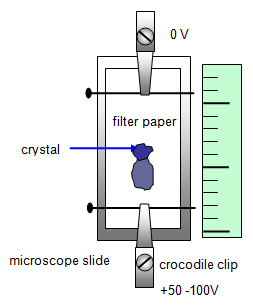 0 V
filter paper
crystal
microscope slide
crocodile clip
+50 -100V